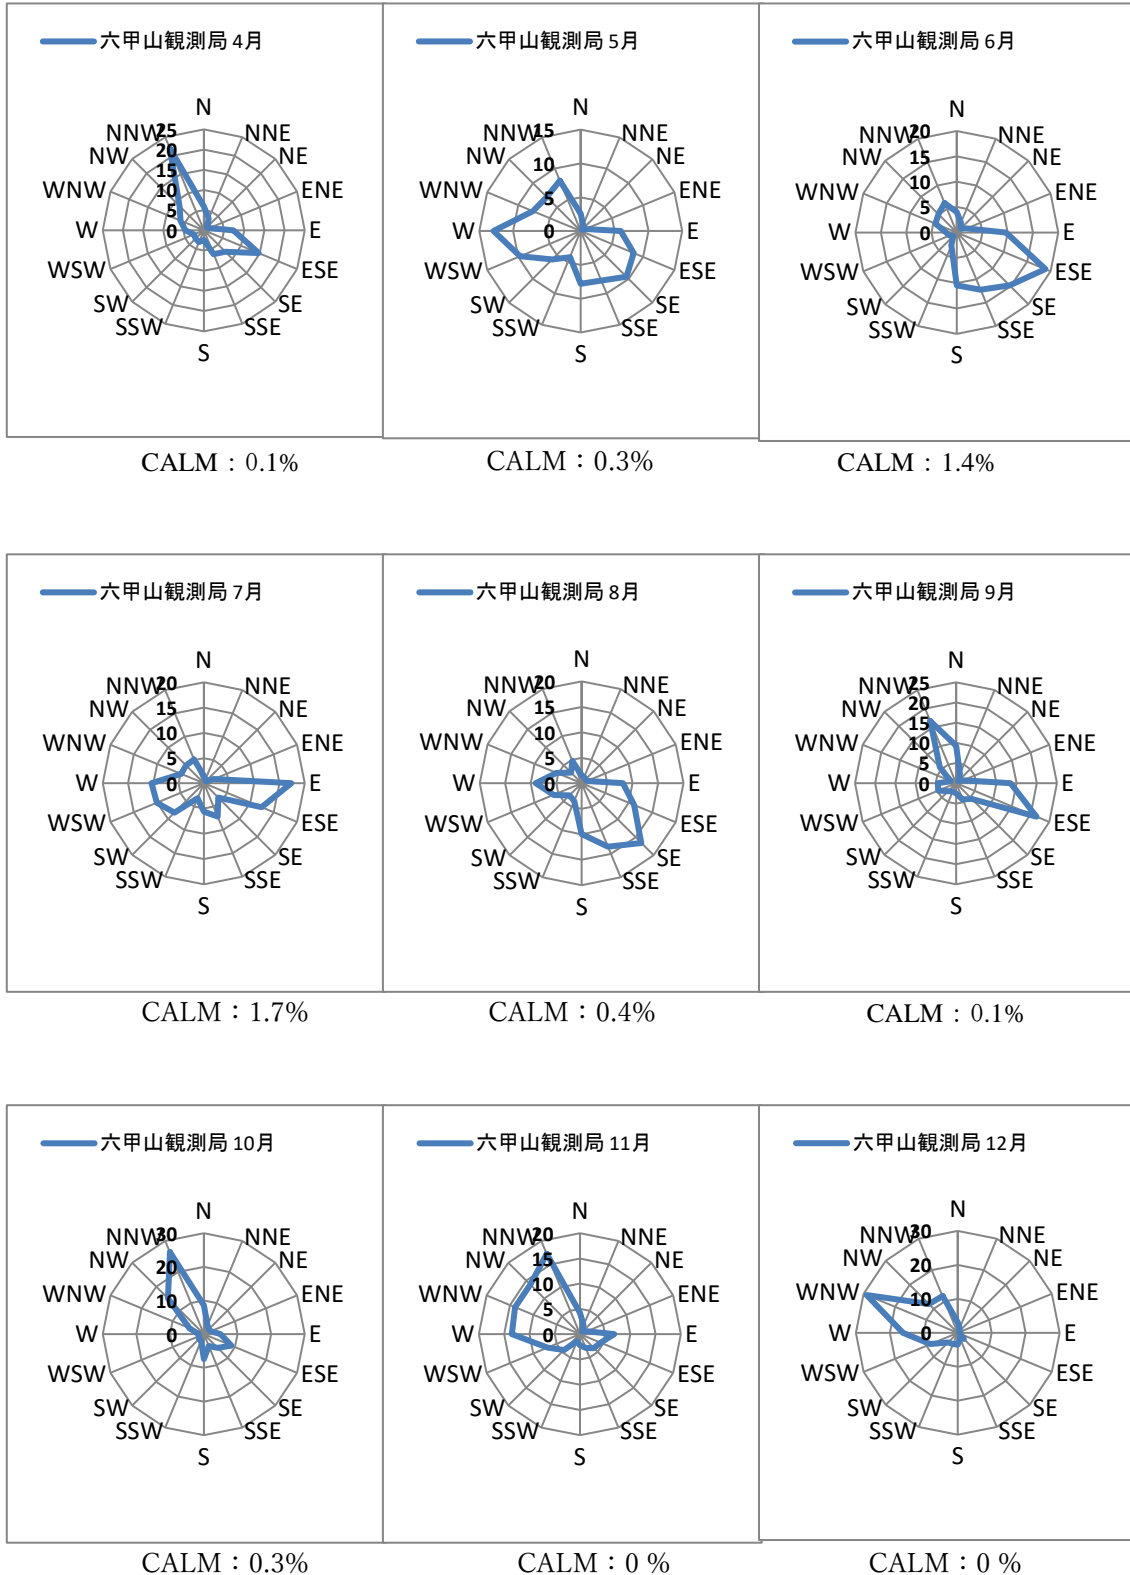 六甲山観測局 4月
N
NNE
NE
ENE
E
ESE
SE
SSE
S
SSW
SW
WSW
W
WNW
NW
NNW
25
20
15
10
5
0
CALM : 0.1%
六甲山観測局 5月
N
NNE
NE
ENE
E
ESE
SE
SSE
S
SSW
SW
WSW
W
WNW
NW
NNW
15
10
5
0
CALM：0.3%
六甲山観測局 6月
N
NNE
NE
ENE
E
ESE
SE
SSE
S
SSW
SW
WSW
W
WNW
NW
NNW
20
15
10
5
0
CALM : 1.4%
六甲山観測局 7月
N
NNE
NE
ENE
E
ESE
SE
SSE
S
SSW
SW
WSW
W
WNW
NW
NNW
20
15
10
5
0
CALM：1.7%
六甲山観測局 8月
N
NNE
NE
ENE
E
ESE
SE
SSE
S
SSW
SW
WSW
W
WNW
NW
NNW
20
15
10
5
0
CALM：0.4%
六甲山観測局 9月
N
NNE
NE
ENE
E
ESE
SE
SSE
S
SSW
SW
WSW
W
WNW
NW
NNW
25
20
15
10
5
0
CALM : 0.1%
六甲山観測局 10月
N
NNE
NE
ENE
E
ESE
SE
SSE
S
SSW
SW
WSW
W
WNW
NW
NNW
30
20
10
0
CALM：0.3%
六甲山観測局 11月
N
NNE
NE
ENE
E
ESE
SE
SSE
S
SSW
SW
WSW
W
WNW
NW
NNW
20
15
10
5
0
CALM：0 %
六甲山観測局 12月
N
NNE
NE
ENE
E
ESE
SE
SSE
S
SSW
SW
WSW
W
WNW
NW
NNW
30
20
10
0
CALM：0 %